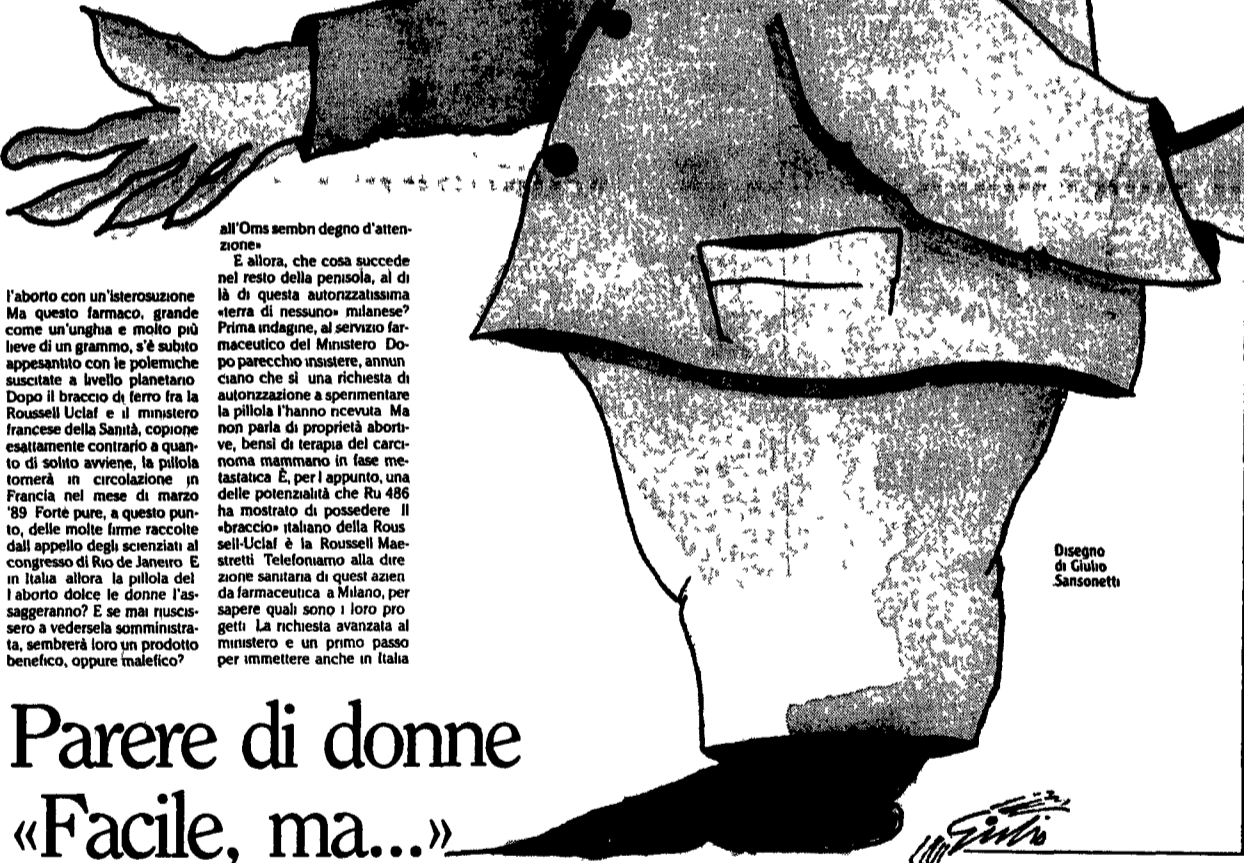 l'aborto con un'isterosuzione
Ma questo farmaco, grande
come un'unghia e molto più
lieve di un grammo, s'è subito
appesantito con le polemiche
suscitate a livello planetario
Dopo il braccio di ferro fra la
Roussell Uclaf e il ministero
francese della Sanità, copione
esattamente contrario a quan-
to di solito avviene, la pillola
tornerà in circolazione in
Francia nel mese di marzo
'89 Forte pure, a questo pun-
to, delle molte firme raccolte
dall appello degli scienziati al
congresso di Rio de Janeiro E
in Italia allora la pillola del
l aborto dolce le donne l'as-
saggeranno? E se mai riuscis-
sero a vedersela somministra-
ta, sembrerà loro un prodotto
benefico, oppure malefico?
all'Oms sembri degno d'atten-
zione»
E allora, che cosa succede
nel resto della penisola, al di
là di questa autorizzatissima
«terra di nessuno» milanese?
Prima indagine, al servizio far-
maceutico del Ministero Do-
po parecchio insistere, annun
ciano che sì una richiesta di
autorizzazione a sperimentare
la pillola l'hanno ricevuta Ma
non parla di proprietà aborti-
ve, bensì di terapia del carci-
noma mammario in fase me-
tastatica È, per l appunto, una
delle potenzialità che Ru 486
ha mostrato di possedere Il
«braccio» italiano della Rous
sell-Uclaf è la Roussell Mae-
stretti Telefoniamo alla dire
zione sanitaria di quest azien
da farmaceutica a Milano, per
sapere quali sono i loro pro
getti La richiesta avanzata al
ministero e un primo passo
per immettere anche in Italia
Disegno
di Giulio
Sansonetti
Parere di donne
«Facile, ma...»
Giulio